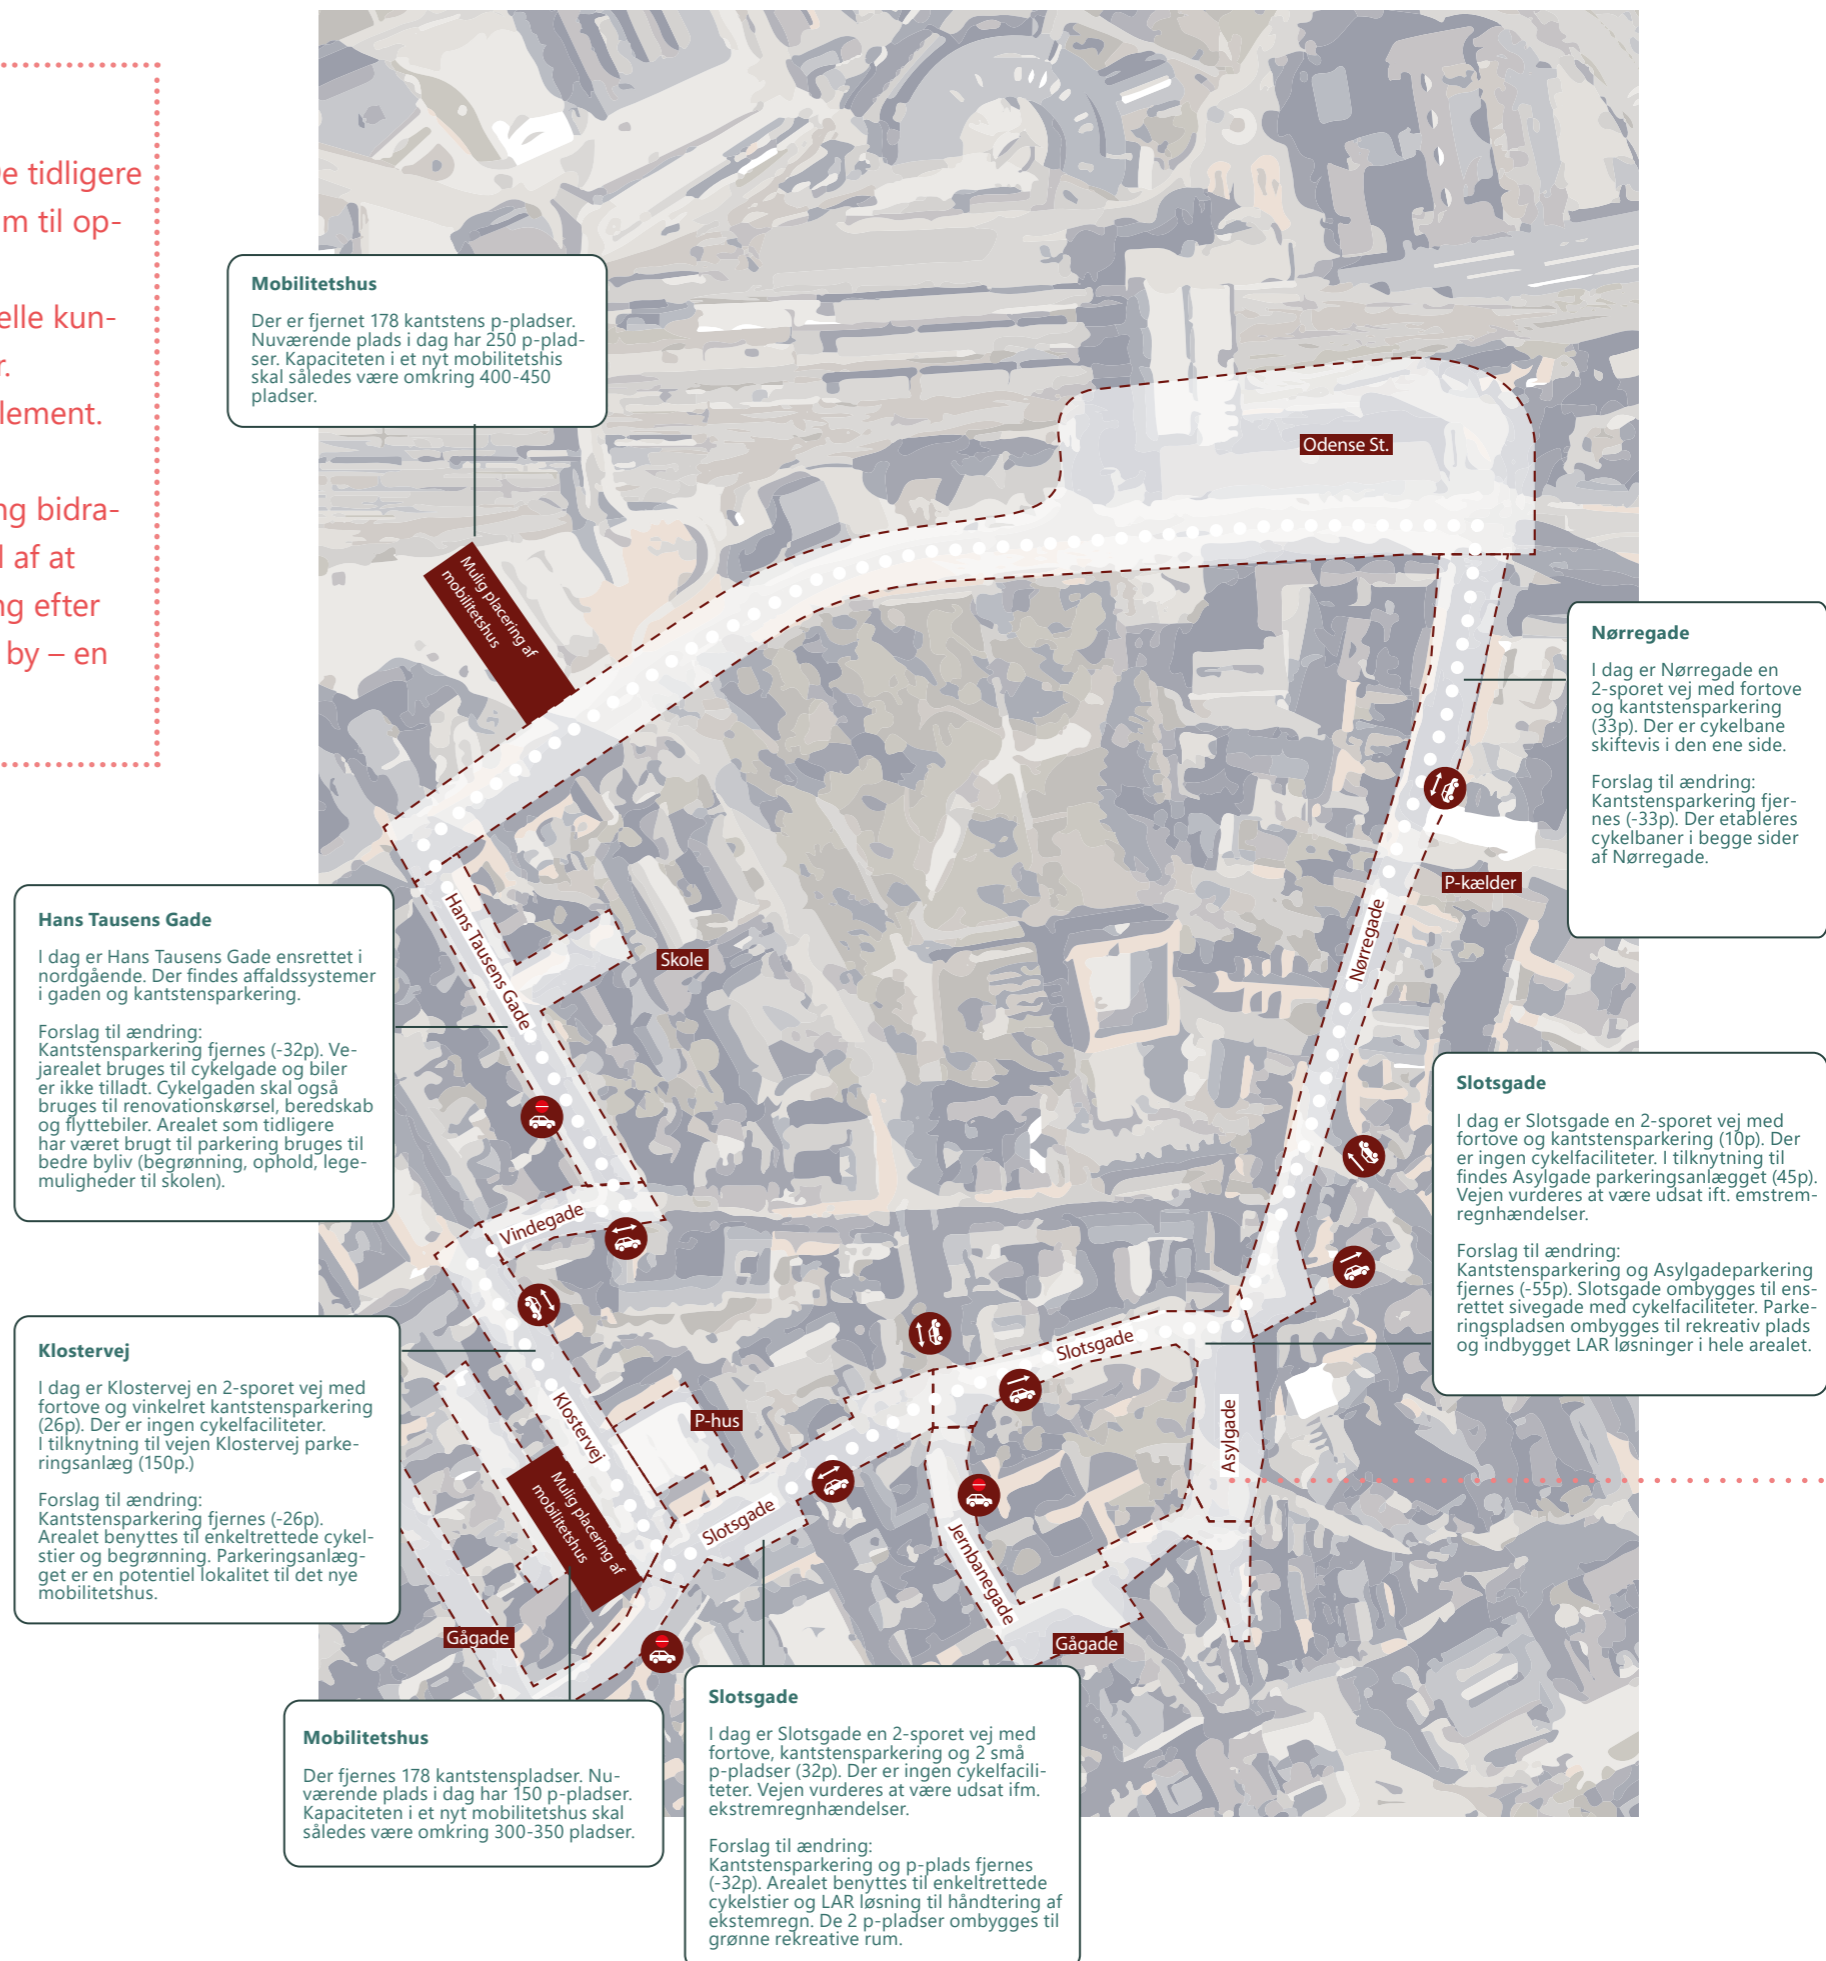 e tidligere
m til op-
elle kun-
r.
lement.
ng bidra-
l af at
ng efter
by – en
Mobilitetshus
Der er fjernet 178 kantstens p-pladser.
Nuværende plads i dag har 250 p-plad-
ser. Kapaciteten i et nyt mobilitetshis
skal således være omkring 400-450
pladser.
Odense St.
Mulig placering af
mobilitetshus
Nørregade
I dag er Nørregade en
2-sporet vej med fortove
og kantstensparkering
(33p). Der er cykelbane
skiftevis i den ene side.
Forslag til ændring:
Kantstensparkering fjer-
nes (-33p). Der etableres
cykelbaner i begge sider
af Nørregade.
P-kælder
Nørregade
Hans Tausens Gade
I dag er Hans Tausens Gade ensrettet i
nordgående. Der findes affaldssystemer
i gaden og kantstensparkering.
Forslag til ændring:
Kantstensparkering fjernes (-32p). Ve-
jarealet bruges til cykelgade og biler
er ikke tilladt. Cykelgaden skal også
bruges til renovationskørsel, beredskab
og flyttebiler. Arealet som tidligere
har været brugt til parkering bruges til
bedre byliv (begrønning, ophold, lege-
muligheder til skolen).
Hans Tausens Gade
Skole
Vindegade
Slotsgade
I dag er Slotsgade en 2-sporet vej med
fortove og kantstensparkering (10p). Der
er ingen cykelfaciliteter. I tilknytning til
findes Asylgade parkeringsanlægget (45p).
Vejen vurderes at være udsat ift. emstrem-
regnhændelser.
Forslag til ændring:
Kantstensparkering og Asylgadeparkering
fjernes (-55p). Slotsgade ombygges til ens-
rettet sivegade med cykelfaciliteter. Parke-
ringspladsen ombygges til rekreativ plads
og indbygget LAR løsninger i hele arealet.
Klostervej
I dag er Klostervej en 2-sporet vej med
fortove og vinkelret kantstensparkering
(26p). Der er ingen cykelfaciliteter.
I tilknytning til vejen Klostervej parke-
ringsanlæg (150p.)
Forslag til ændring:
Kantstensparkering fjernes (-26p).
Arealet benyttes til enkeltrettede cykel-
stier og begrønning. Parkeringsanlæg-
get er en potentiel lokalitet til det nye
mobilitetshus.
Klostervej
P-hus
Slotsgade
Asylgade
Mulig placering af
mobilitetshus
Slotsgade
Jernbanegade
Gågade
Gågade
Mobilitetshus
Der fjernes 178 kantstenspladser. Nu-
værende plads i dag har 150 p-pladser.
Kapaciteten i et nyt mobilitetshus skal
således være omkring 300-350 pladser.
Slotsgade
I dag er Slotsgade en 2-sporet vej med
fortove, kantstensparkering og 2 små
p-pladser (32p). Der er ingen cykelfacili-
teter. Vejen vurderes at være udsat ifm.
ekstremregnhændelser.
Forslag til ændring:
Kantstensparkering og p-plads fjernes
(-32p). Arealet benyttes til enkeltrettede
cykelstier og LAR løsning til håndtering af
ekstemregn. De 2 p-pladser ombygges til
grønne rekreative rum.